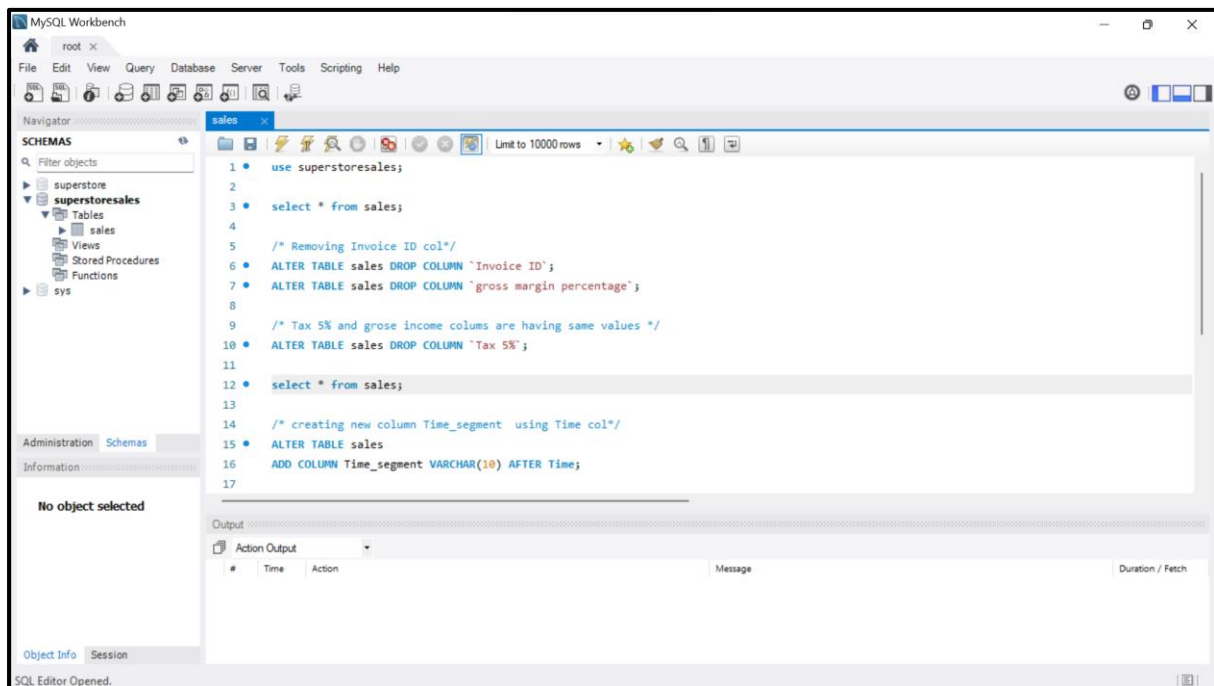 MySQL Workbench
root
File Edit View Query Database Server Tools Scripting Help
Navigator
SCHEMAS
Filter objects
superstore
superstoresales
Tables
sales
Views
Stored Procedures
Functions
sys
Administration Schemas
Information
No object selected
Object Info Session
sales
Limit to 10000 rows
1 use superstoresales;
2
3 select * from sales;
4
5 /* Removing Invoice ID col*/
6 ALTER TABLE sales DROP COLUMN `Invoice ID`;
7 ALTER TABLE sales DROP COLUMN `gross margin percentage`;
8
9 /* Tax 5% and grose income colums are having same values */
10 ALTER TABLE sales DROP COLUMN `Tax 5%`;
11
12 select * from sales;
13
14 /* creating new column Time_segment  using Time col*/
15 ALTER TABLE sales
16 ADD COLUMN Time_segment VARCHAR(10) AFTER Time;
17
Output
Action Output
# Time Action Message Duration / Fetch
SQL Editor Opened.